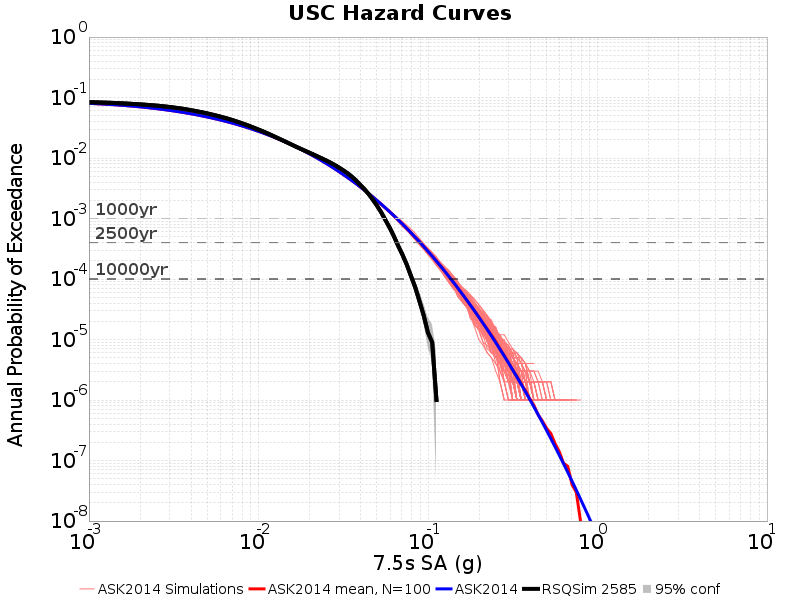 USC Hazard Curves
Annual Probability of Exceedance
10^0
10^-1
10^-2
10^-3
10^-4
10^-5
10^-6
10^-7
10^-8
1000yr
2500yr
10000yr
10^-3 10^-2 10^-1 10^0 10^1
7.5s SA (g)
ASK2014 Simulations ASK2014 mean, N=100 ASK2014 RSQSim 2585 95% conf